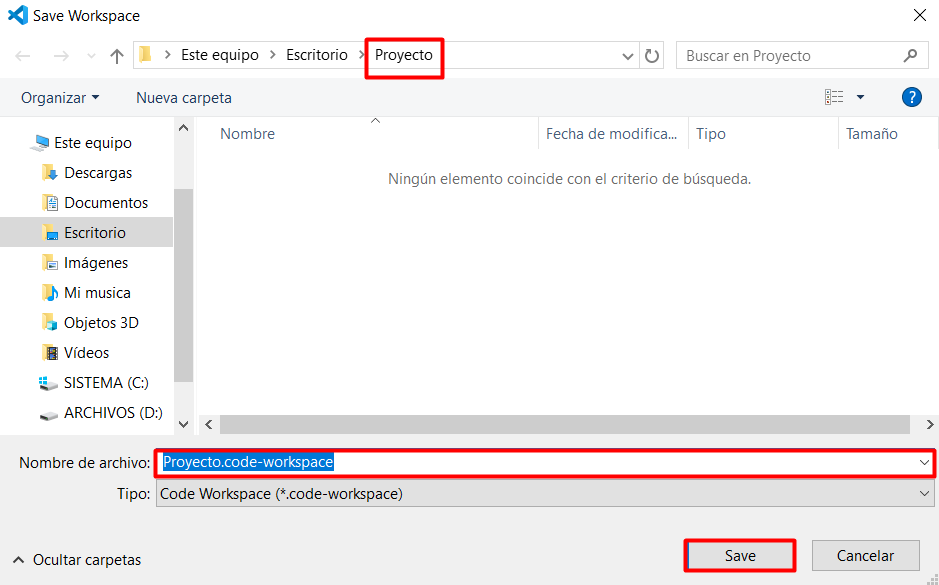 Save Workspace
Este equipo > Escritorio > Proyecto
Buscar en Proyecto
Organizar
Nueva carpeta
?
Este equipo
Descargas
Documentos
Escritorio
Imágenes
Mi musica
Objetos 3D
Vídeos
SISTEMA (C:)
ARCHIVOS (D:)
Nombre
Fecha de modifica...
Tipo
Tamaño
Ningún elemento coincide con el criterio de búsqueda.
Nombre de archivo: Proyecto.code-workspace
Tipo: Code Workspace (*.code-workspace)
Ocultar carpetas
Save
Cancelar